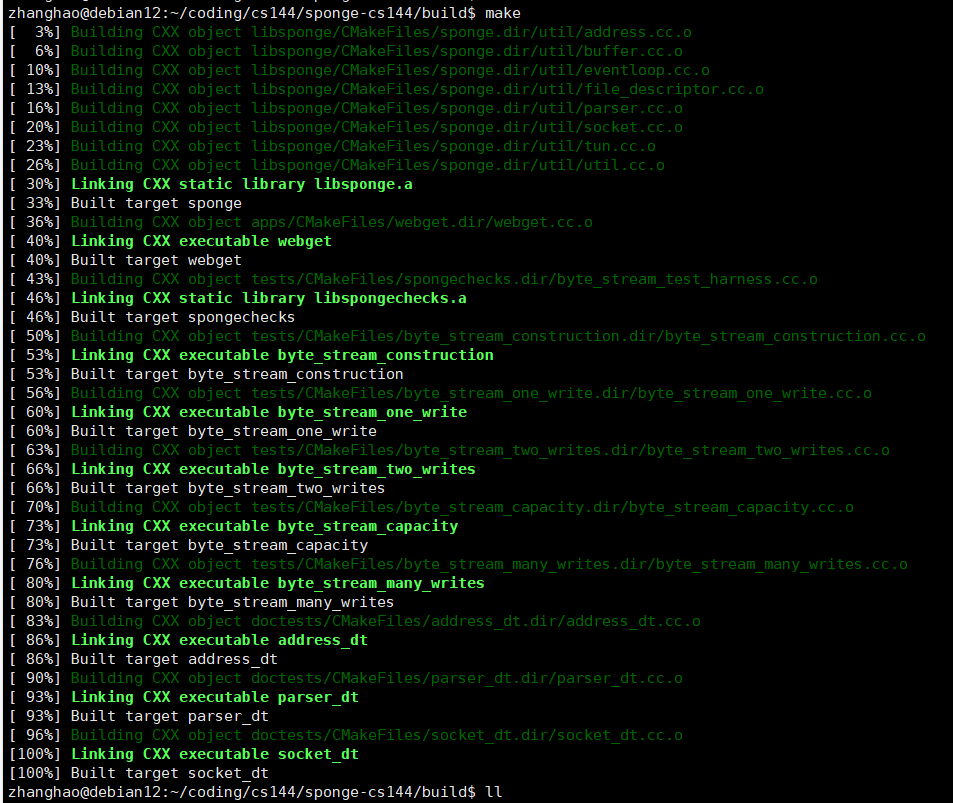 zhanghao@debian12:~/coding/cs144/sponge-cs144/build$ make
[  3%] Building CXX object libsponge/CMakeFiles/sponge.dir/util/address.cc.o
[  6%] Building CXX object libsponge/CMakeFiles/sponge.dir/util/buffer.cc.o
[ 10%] Building CXX object libsponge/CMakeFiles/sponge.dir/util/eventloop.cc.o
[ 13%] Building CXX object libsponge/CMakeFiles/sponge.dir/util/file_descriptor.cc.o
[ 16%] Building CXX object libsponge/CMakeFiles/sponge.dir/util/parser.cc.o
[ 20%] Building CXX object libsponge/CMakeFiles/sponge.dir/util/socket.cc.o
[ 23%] Building CXX object libsponge/CMakeFiles/sponge.dir/util/tun.cc.o
[ 26%] Building CXX object libsponge/CMakeFiles/sponge.dir/util/util.cc.o
[ 30%] Linking CXX static library libsponge.a
[ 33%] Built target sponge
[ 36%] Building CXX object apps/CMakeFiles/webget.dir/webget.cc.o
[ 40%] Linking CXX executable webget
[ 40%] Built target webget
[ 43%] Building CXX object tests/CMakeFiles/spongechecks.dir/byte_stream_test_harness.cc.o
[ 46%] Linking CXX static library libspongechecks.a
[ 46%] Built target spongechecks
[ 50%] Building CXX object tests/CMakeFiles/byte_stream_construction.dir/byte_stream_construction.cc.o
[ 53%] Linking CXX executable byte_stream_construction
[ 53%] Built target byte_stream_construction
[ 56%] Building CXX object tests/CMakeFiles/byte_stream_one_write.dir/byte_stream_one_write.cc.o
[ 60%] Linking CXX executable byte_stream_one_write
[ 60%] Built target byte_stream_one_write
[ 63%] Building CXX object tests/CMakeFiles/byte_stream_two_writes.dir/byte_stream_two_writes.cc.o
[ 66%] Linking CXX executable byte_stream_two_writes
[ 66%] Built target byte_stream_two_writes
[ 70%] Building CXX object tests/CMakeFiles/byte_stream_capacity.dir/byte_stream_capacity.cc.o
[ 73%] Linking CXX executable byte_stream_capacity
[ 73%] Built target byte_stream_capacity
[ 76%] Building CXX object tests/CMakeFiles/byte_stream_many_writes.dir/byte_stream_many_writes.cc.o
[ 80%] Linking CXX executable byte_stream_many_writes
[ 80%] Built target byte_stream_many_writes
[ 83%] Building CXX object doctests/CMakeFiles/address_dt.dir/address_dt.cc.o
[ 86%] Linking CXX executable address_dt
[ 86%] Built target address_dt
[ 90%] Building CXX object doctests/CMakeFiles/parser_dt.dir/parser_dt.cc.o
[ 93%] Linking CXX executable parser_dt
[ 93%] Built target parser_dt
[ 96%] Building CXX object doctests/CMakeFiles/socket_dt.dir/socket_dt.cc.o
[100%] Linking CXX executable socket_dt
[100%] Built target socket_dt
zhanghao@debian12:~/coding/cs144/sponge-cs144/build$ ll